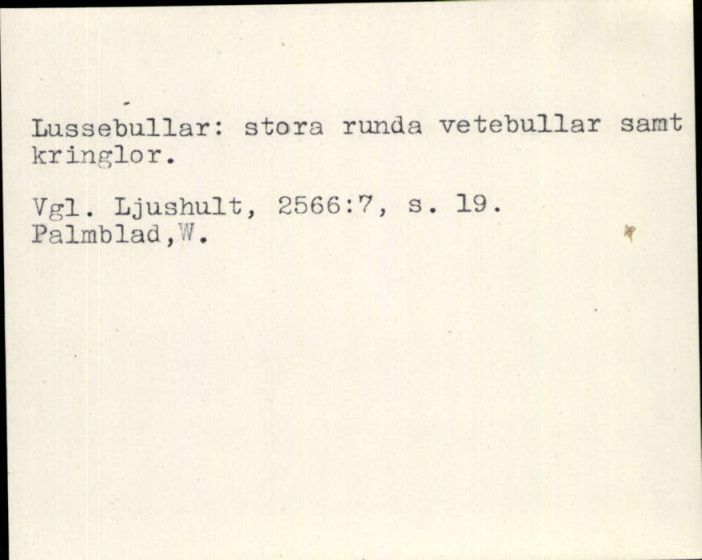 Lussebullar: stora runda vetebullar samt
kringlor.
Vgl. Ljushult, 2566:7, s. 19.
Palmblad,W.